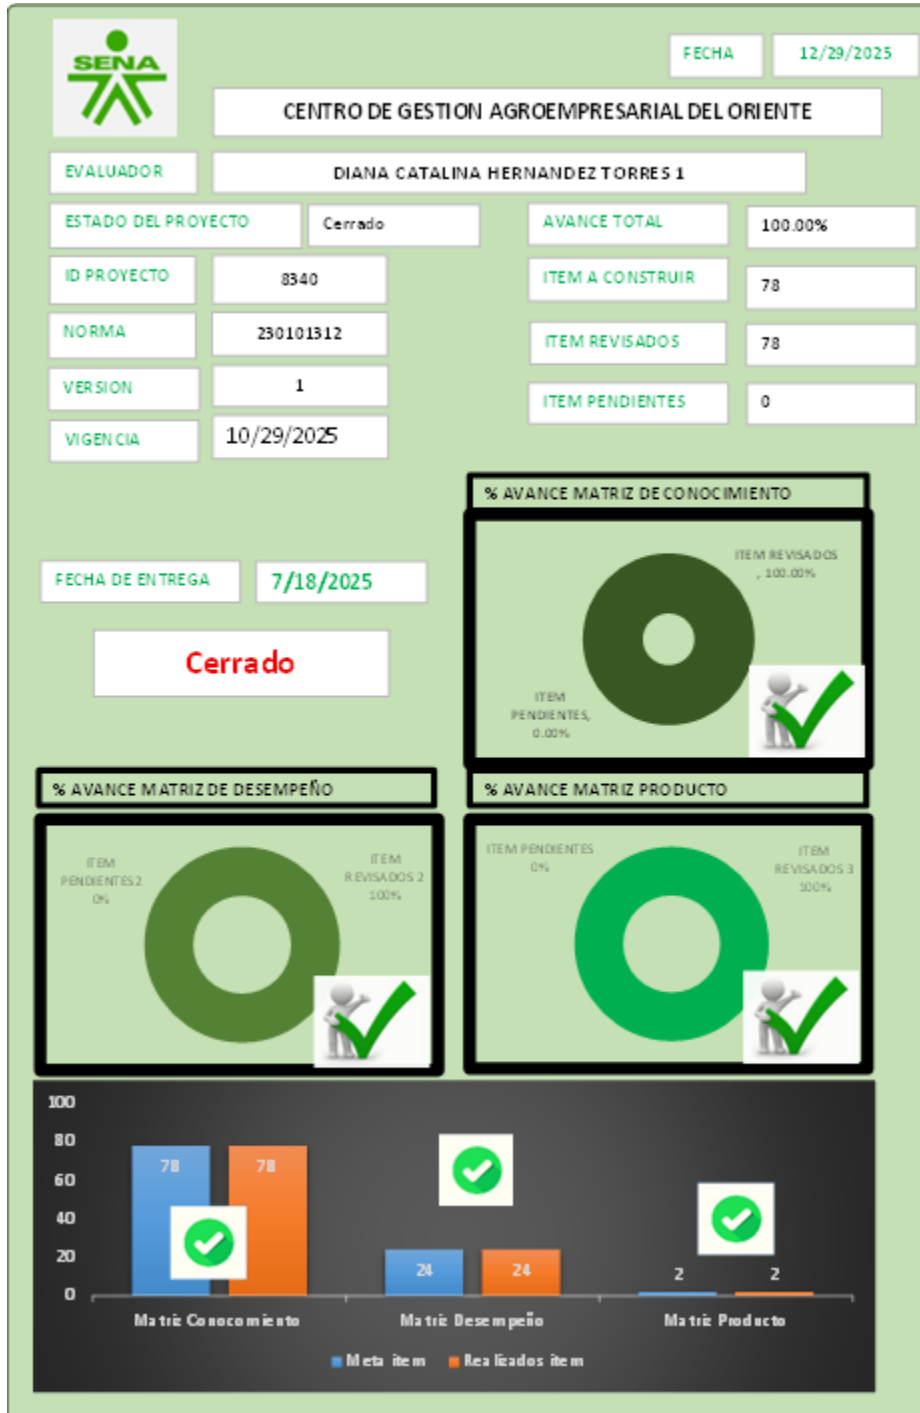 SENA
FECHA 12/29/2025
CENTRO DE GESTION AGROEMPRESARIAL DEL ORIENTE
EVALUADOR DIANA CATALINA HERNANDEZ TORRES 1
ESTADO DEL PROYECTO Cerrado
AVANCE TOTAL 100.00%
ID PROYECTO 8340
ITEM A CONSTRUIR 78
NORMA 230101312
ITEM REVISADOS 78
VERSION 1
ITEM PENDIENTES 0
VIGENCIA 10/29/2025
% AVANCE MATRIZ DE CONOCIMIENTO
ITEM REVISADOS
, 100.00%
ITEM
PENDIENTES,
0.00%
FECHA DE ENTREGA 7/18/2025
Cerrado
% AVANCE MATRIZ DE DESEMPEÑO
ITEM
PENDIENTES 2
0%
ITEM
REVISADOS 2
100%
% AVANCE MATRIZ PRODUCTO
ITEM PENDIENTES
0%
ITEM
REVISADOS 3
100%
100
80
60
40
20
0
78 78
24 24
2 2
Matriz Conocomiento Matriz Desempeño Matriz Producto
Meta item Realizados item